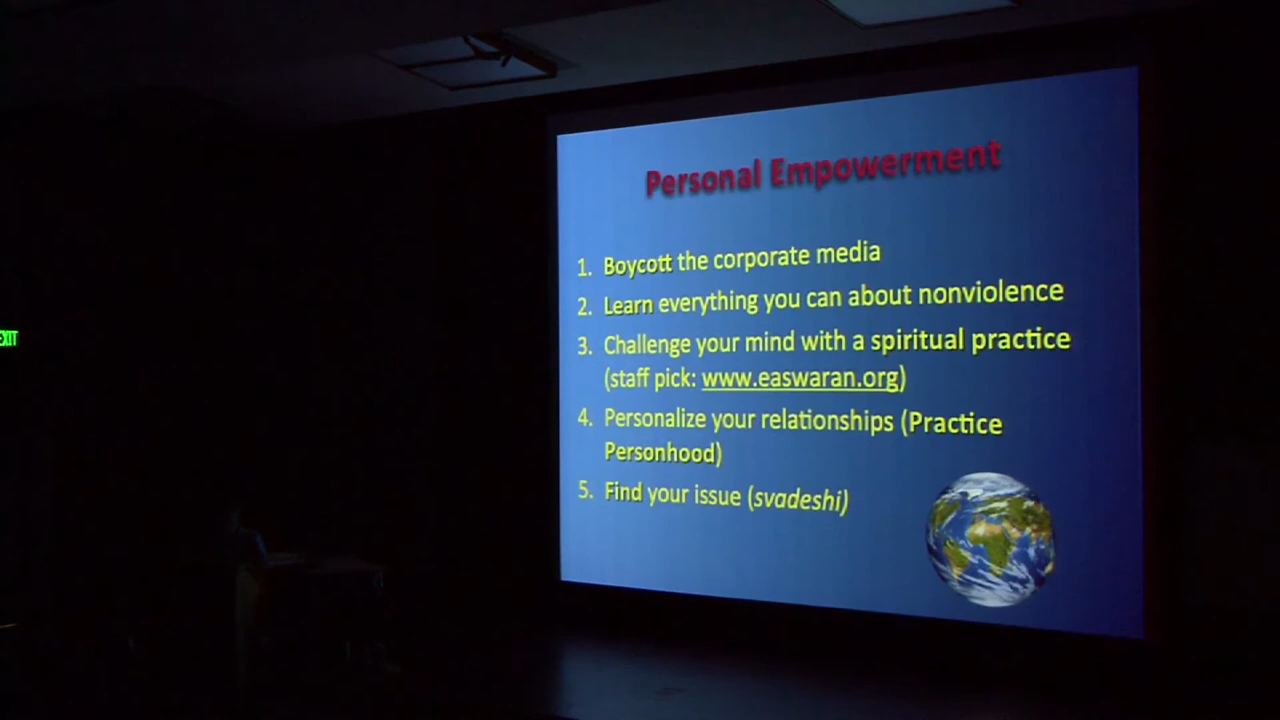 Personal Empowerment
1. Boycott the corporate media
2. Learn everything you can about nonviolence
3. Challenge your mind with a spiritual practice
(staff pick: www.easwaran.org)
4. Personalize your relationships (Practice
Personhood)
5. Find your issue (svadeshi)
EXIT